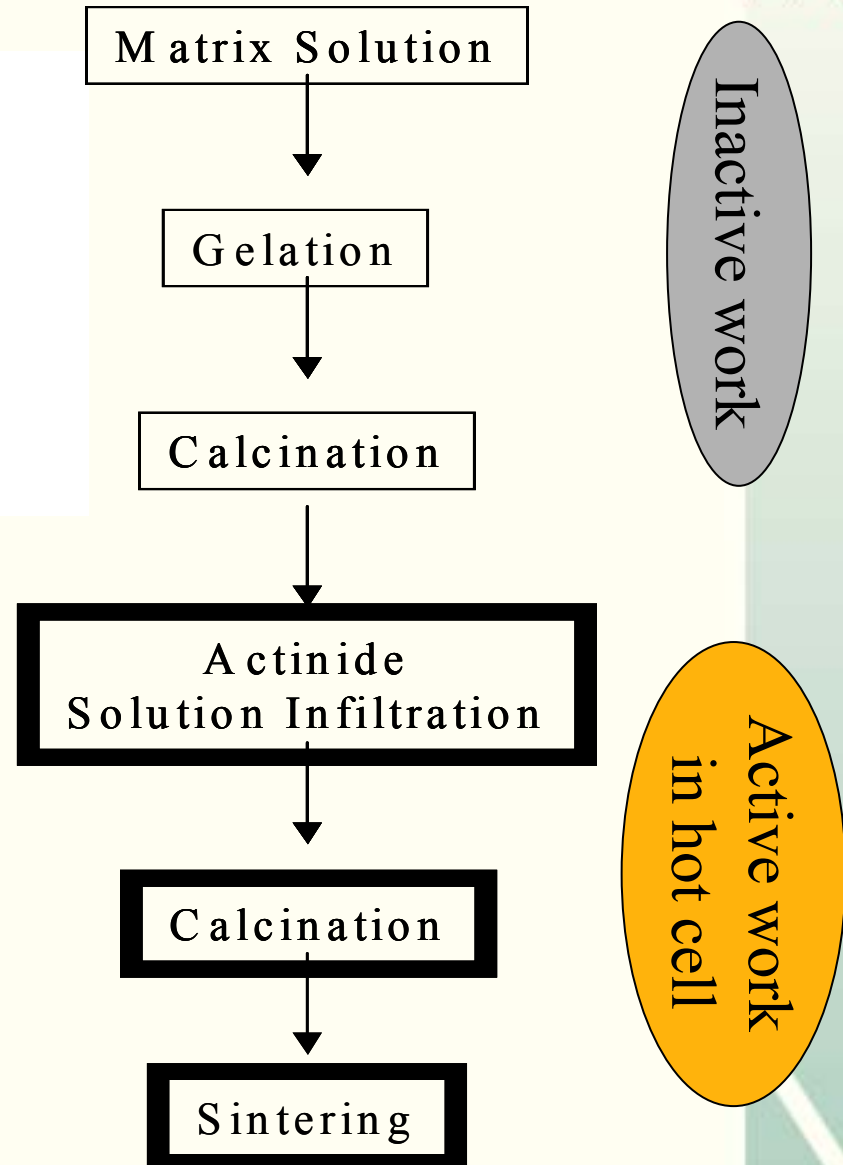 Matrix Solution
Gelation
Calcination
Actinide
Solution Infiltration
Calcination
Sintering
Inactive work
Active work
in hot cell